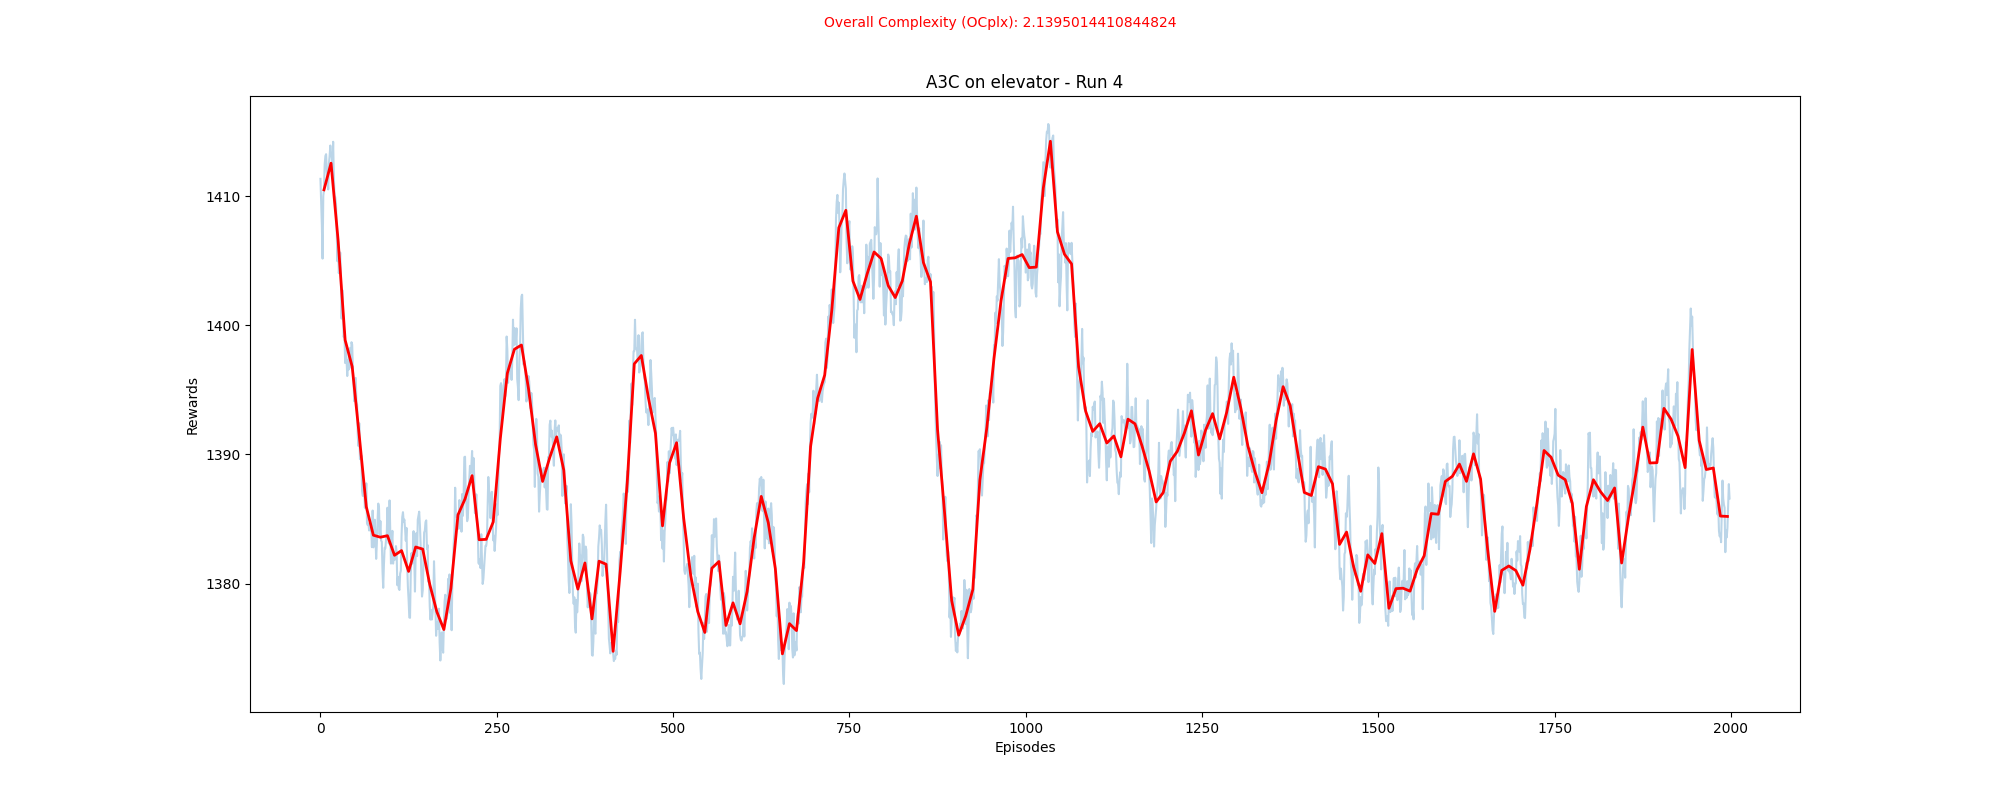 Overall Complexity (OCplx): 2.1395014410844824
A3C on elevator - Run 4
1410
1400
1390
1380
Rewards
0 250 500 750 1000 1250 1500 1750 2000
Episodes